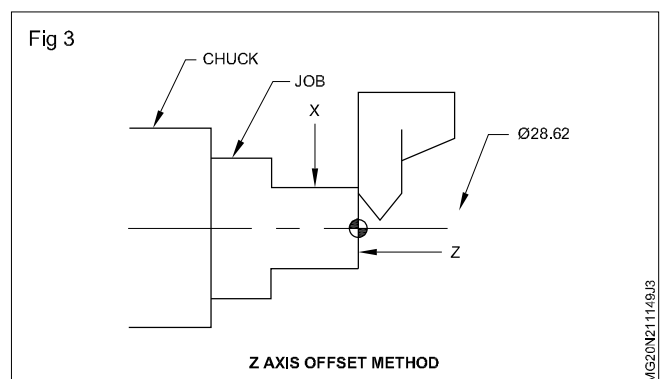 Fig 3
CHUCK
JOB
X
Ø28.62
Z
Z AXIS OFFSET METHOD
MG20N211149J3